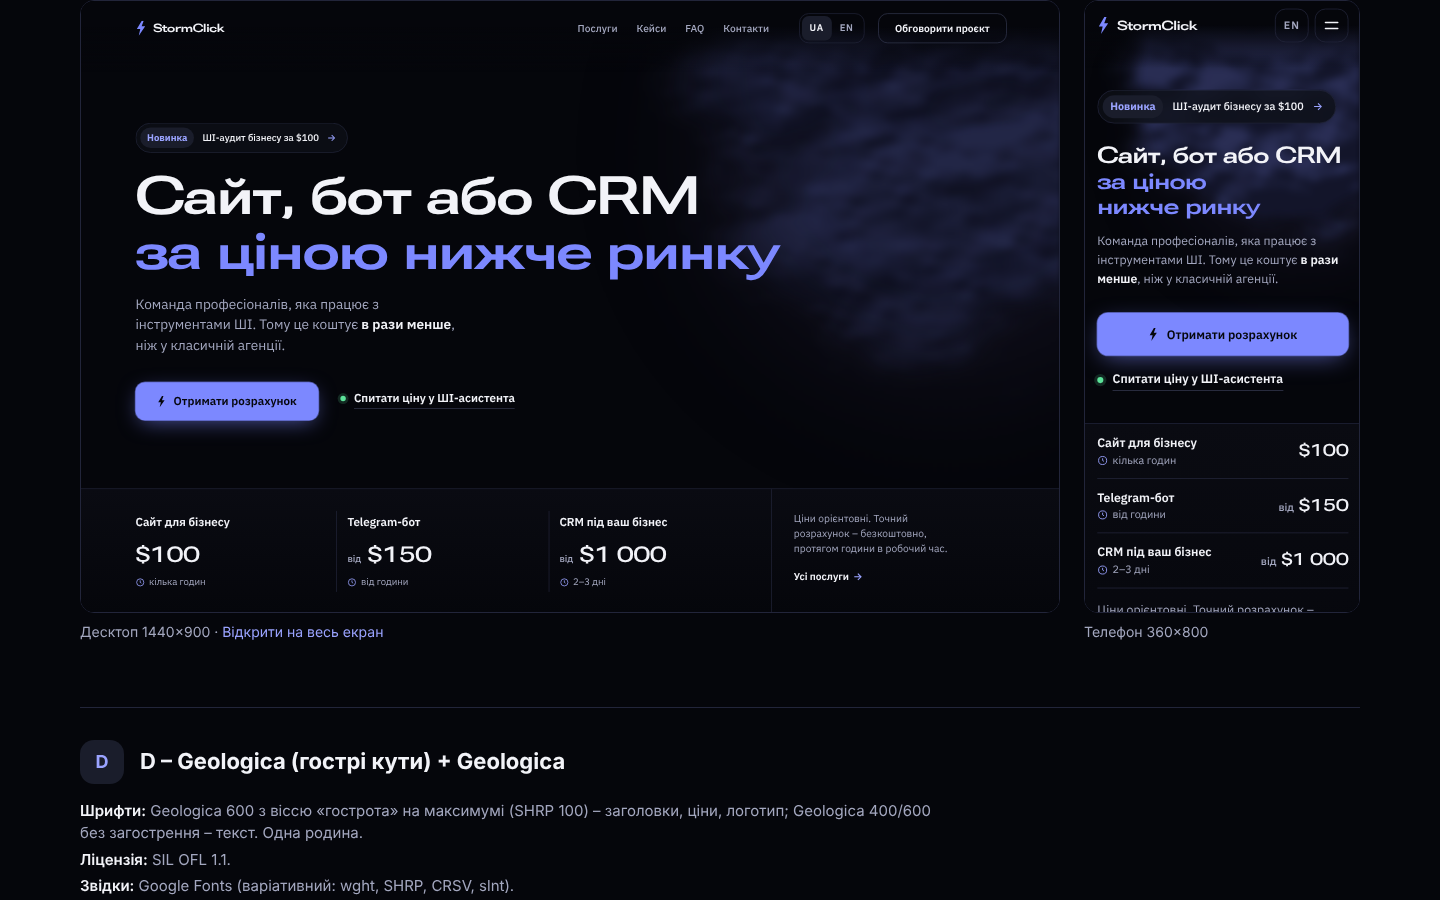 StormClick
Послуги Кейси FAQ Контакти UA EN Обговорити проєкт
Новинка ШІ-аудит бізнесу за $100 →
Сайт, бот або CRM
за ціною нижче ринку
Команда професіоналів, яка працює з
інструментами ШІ. Тому це коштує в рази менше,
ніж у класичній агенції.
Отримати розрахунок
Спитати ціну у ШІ-асистента
Сайт для бізнесу
$100
кілька годин
Telegram-бот
від $150
від години
CRM під ваш бізнес
від $1 000
2–3 дні
Ціни орієнтовні. Точний
розрахунок – безкоштовно,
протягом години в робочий час.
Усі послуги →
StormClick
EN
Новинка ШІ-аудит бізнесу за $100 →
Сайт, бот або CRM
за ціною
нижче ринку
Команда професіоналів, яка працює з
інструментами ШІ. Тому це коштує в рази
менше, ніж у класичній агенції.
Отримати розрахунок
Спитати ціну у ШІ-асистента
Сайт для бізнесу
кілька годин
$100
Telegram-бот
від години
від $150
CRM під ваш бізнес
2–3 дні
від $1 000
Ціни орієнтовні. Точний розрахунок –
Десктоп 1440×900 · Відкрити на весь екран
Телефон 360×800
D
D – Geologica (гострі кути) + Geologica
Шрифти: Geologica 600 з віссю «гострота» на максимумі (SHRP 100) – заголовки, ціни, логотип; Geologica 400/600
без загострення – текст. Одна родина.
Ліцензія: SIL OFL 1.1.
Звідки: Google Fonts (варіативний: wght, SHRP, CRSV, slnt).